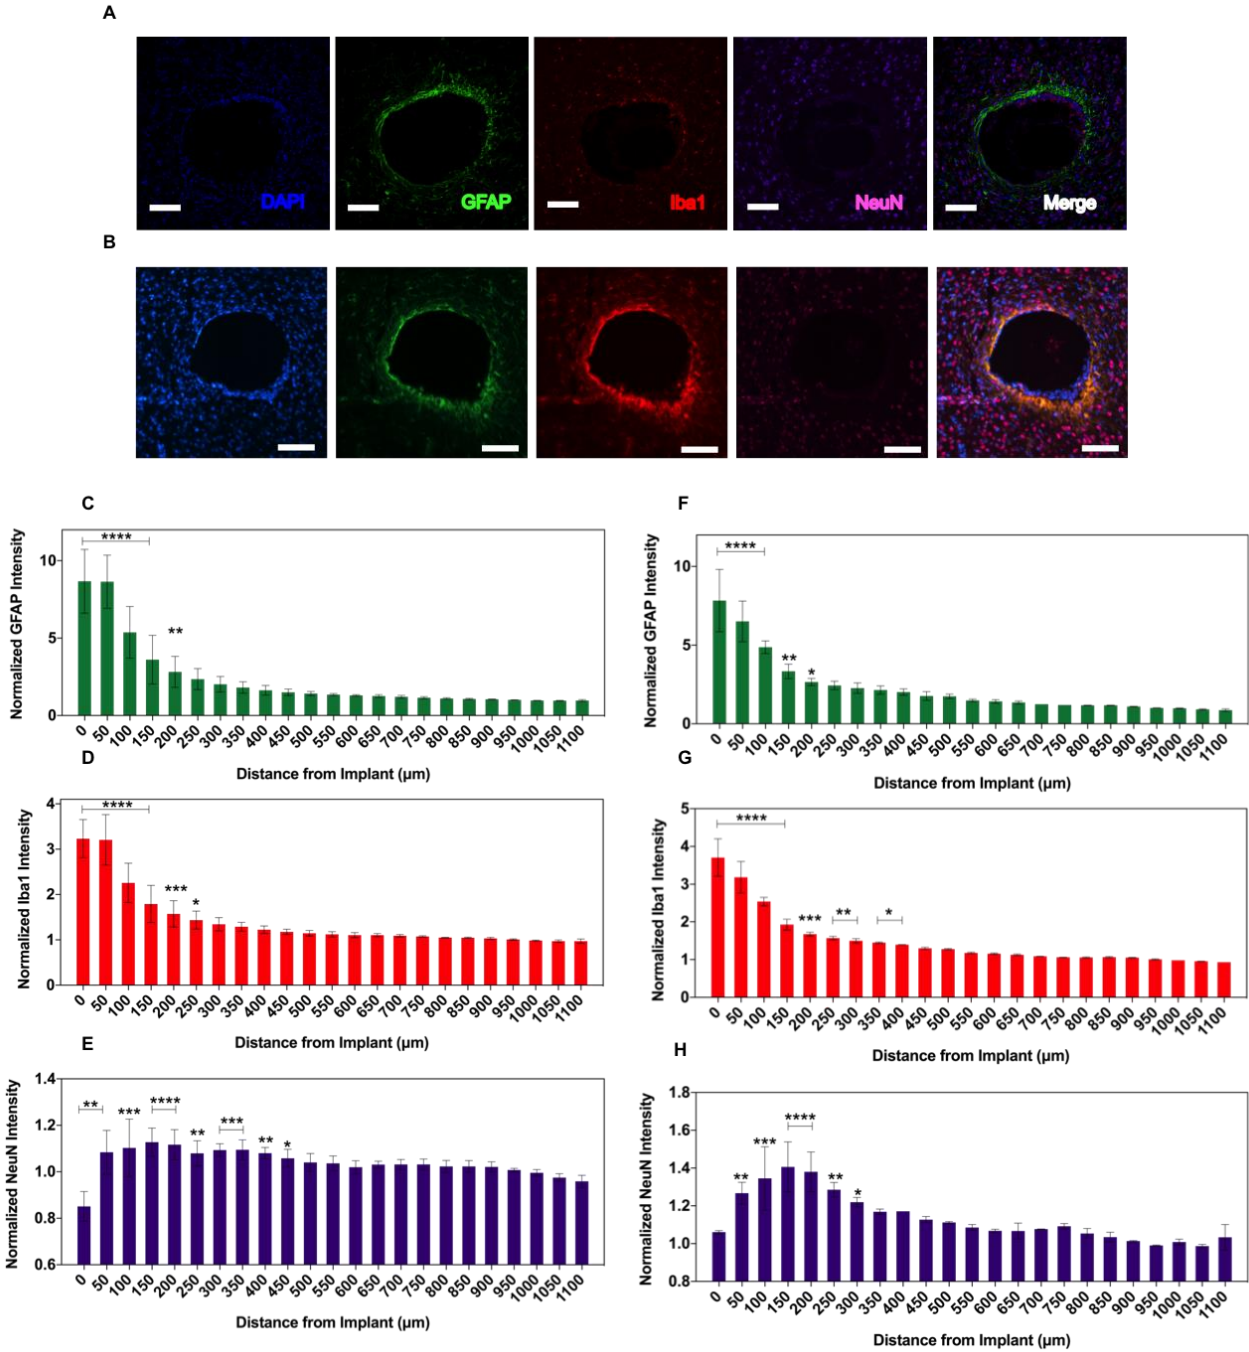 A
DAPI
GFAP
Iba1
NeuN
Merge
B
C
Normalized GFAP Intensity
10
5
0
****
**
0 50 100 150 200 250 300 350 400 450 500 550 600 650 700 750 800 850 900 950 1000 1050 1100
Distance from Implant (µm)
D
Normalized Iba1 Intensity
4
3
2
1
0
****
***
*
0 50 100 150 200 250 300 350 400 450 500 550 600 650 700 750 800 850 900 950 1000 1050 1100
Distance from Implant (µm)
E
Normalized NeuN Intensity
1.4
1.2
1.0
0.8
0.6
** *** **** ** *** ** *
0 50 100 150 200 250 300 350 400 450 500 550 600 650 700 750 800 850 900 950 1000 1050 1100
Distance from Implant (µm)
F
Normalized GFAP Intensity
10
5
0
****
**
*
0 50 100 150 200 250 300 350 400 450 500 550 600 650 700 750 800 850 900 950 1000 1050 1100
Distance from Implant (µm)
G
Normalized Iba1 Intensity
5
4
3
2
1
0
****
*** ** *
0 50 100 150 200 250 300 350 400 450 500 550 600 650 700 750 800 850 900 950 1000 1050 1100
Distance from Implant (µm)
H
Normalized NeuN Intensity
1.8
1.6
1.4
1.2
1.0
0.8
** *** **** ** *
0 50 100 150 200 250 300 350 400 450 500 550 600 650 700 750 800 850 900 950 1000 1050 1100
Distance from Implant (µm)